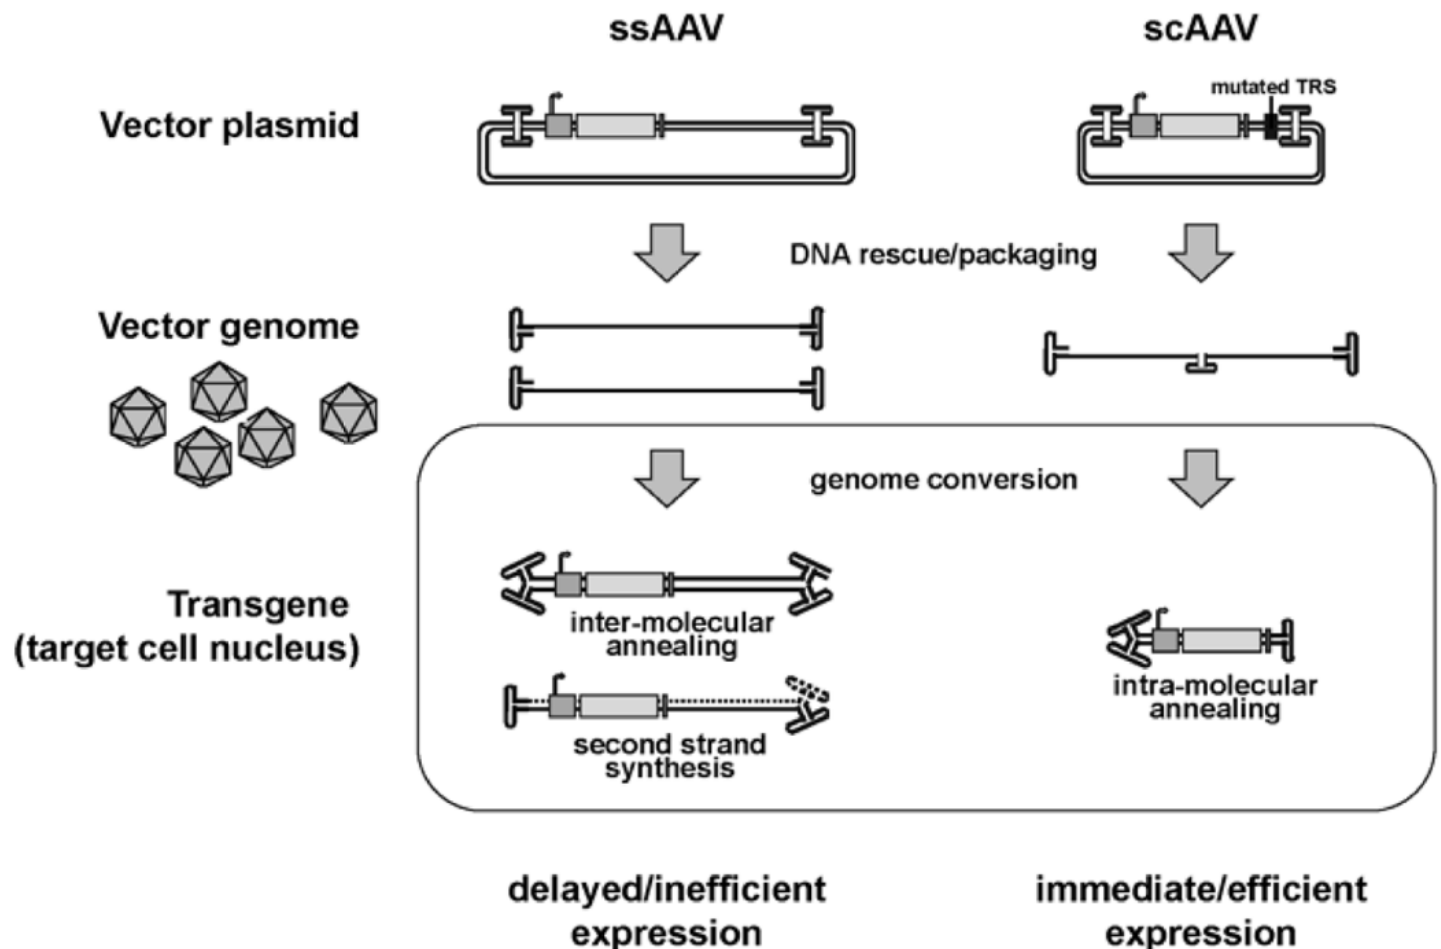 ssAAV
scAAV
mutated TRS
Vector plasmid
DNA rescue/packaging
Vector genome
genome conversion
Transgene
(target cell nucleus)
inter-molecular
annealing
second strand
synthesis
intra-molecular
annealing
delayed/inefficient
expression
immediate/efficient
expression